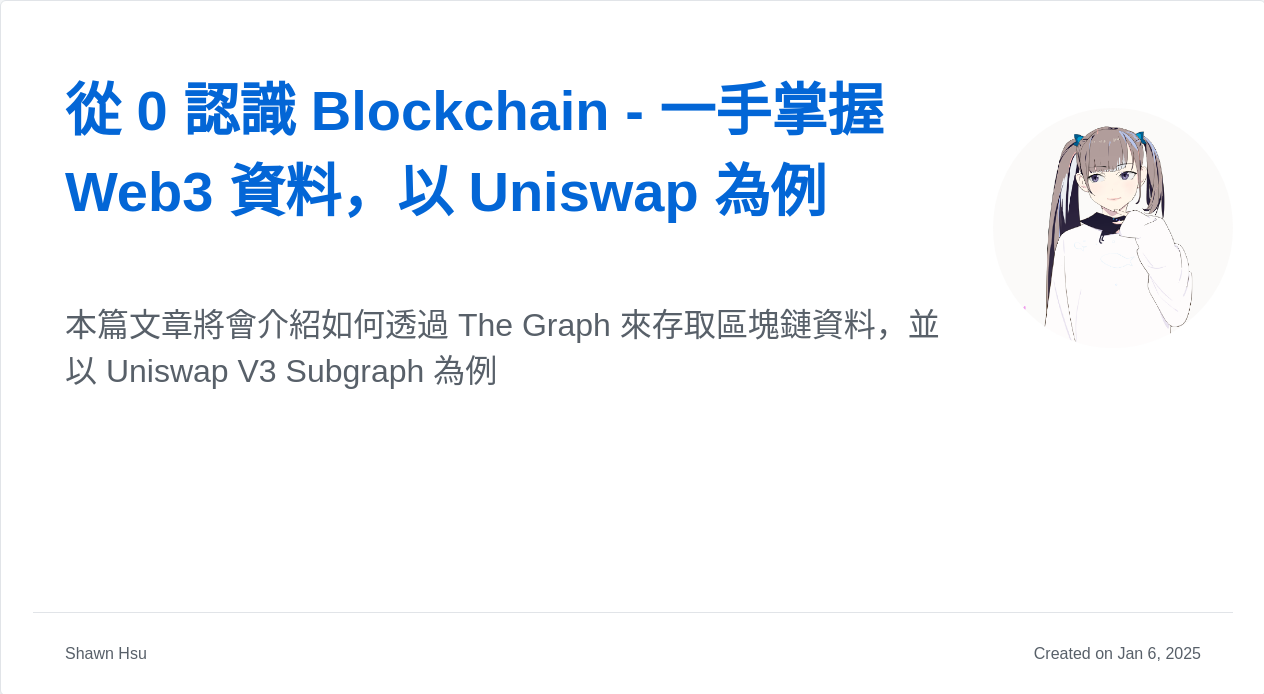 從 0 認識 Blockchain - 一手掌握
Web3 資料，以 Uniswap 為例
本篇文章將會介紹如何透過 The Graph 來存取區塊鏈資料，並
以 Uniswap V3 Subgraph 為例
Shawn Hsu
Created on Jan 6, 2025